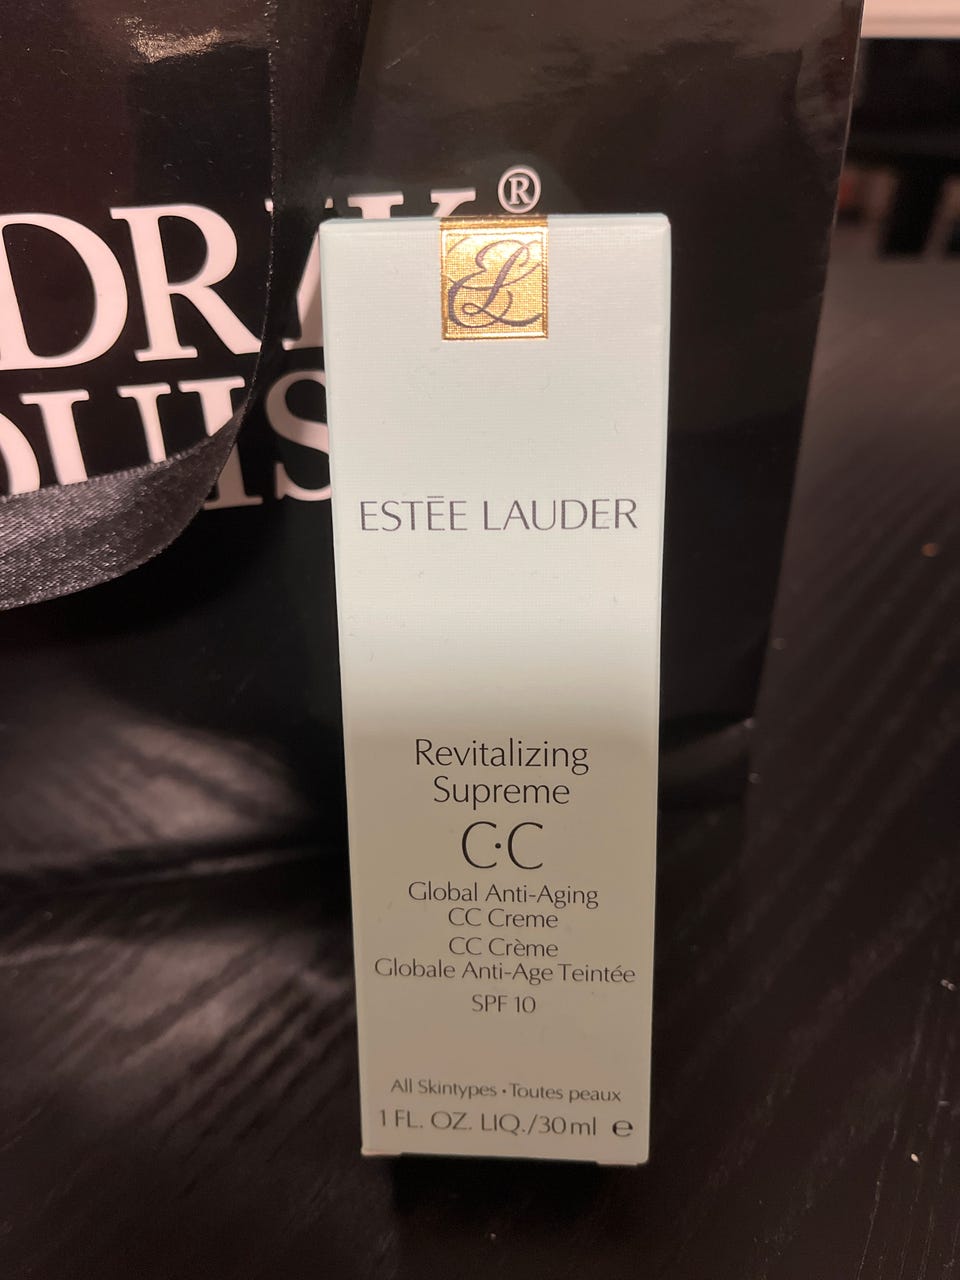 ®
EL
ESTĒE LAUDER
Revitalizing
Supreme
C·C
Global Anti-Aging
CC Creme
CC Crème
Globale Anti-Age Teintée
SPF 10
All Skintypes • Toutes peaux
1 FL. OZ. LIQ./30 ml e